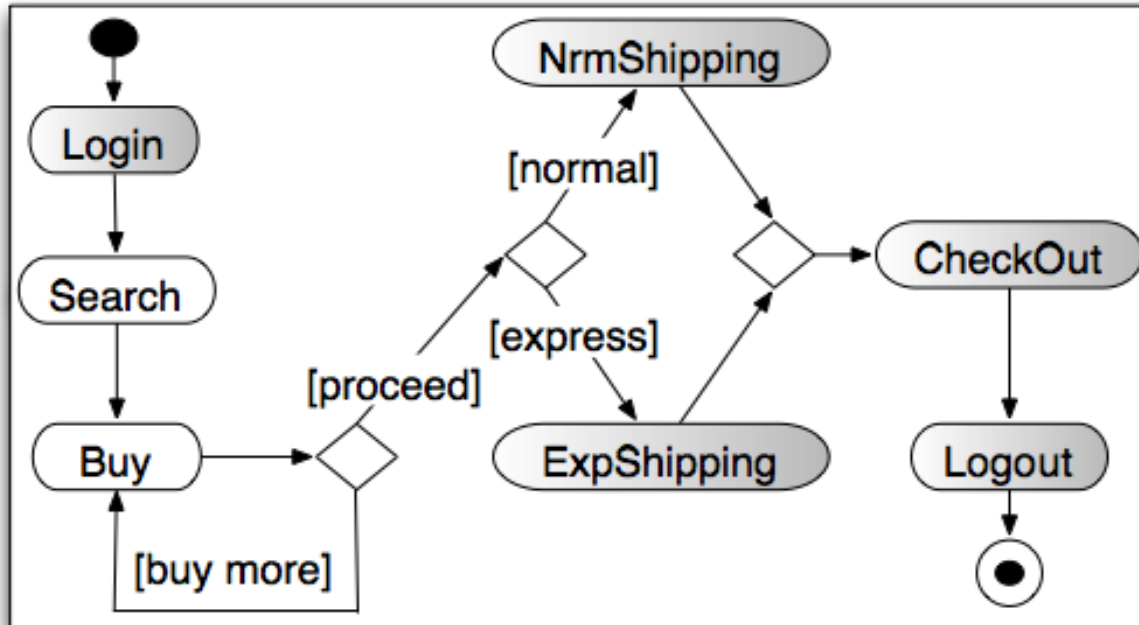 Login
Search
Buy
[buy more]
[proceed]
[normal]
[express]
NrmShipping
ExpShipping
CheckOut
Logout